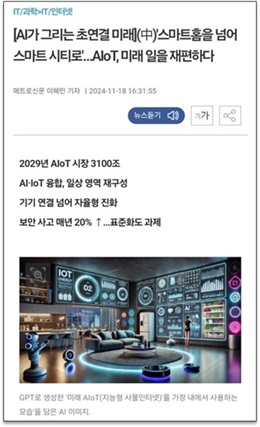 IT/과학>IT/인터넷
[AI가 그리는 초연결 미래](中)'스마트홈을 넘어
스마트 시티로'…AIoT, 미래 일을 재편하다
메트로신문 이혜민 기자 | 2024-11-18 16:31:55
뉴스듣기
가가
2029년 AIoT 시장 3100조
AI·IoT 융합, 일상 영역 재구성
기기 연결 넘어 자율형 진화
보안 사고 매년 20% ↑…표준화도 과제
IOT
GPT로 생성한 '미래 AIoT(지능형 사물인터넷)'를 가정 내에서 사용하는
모습'을 담은 AI 이미지.